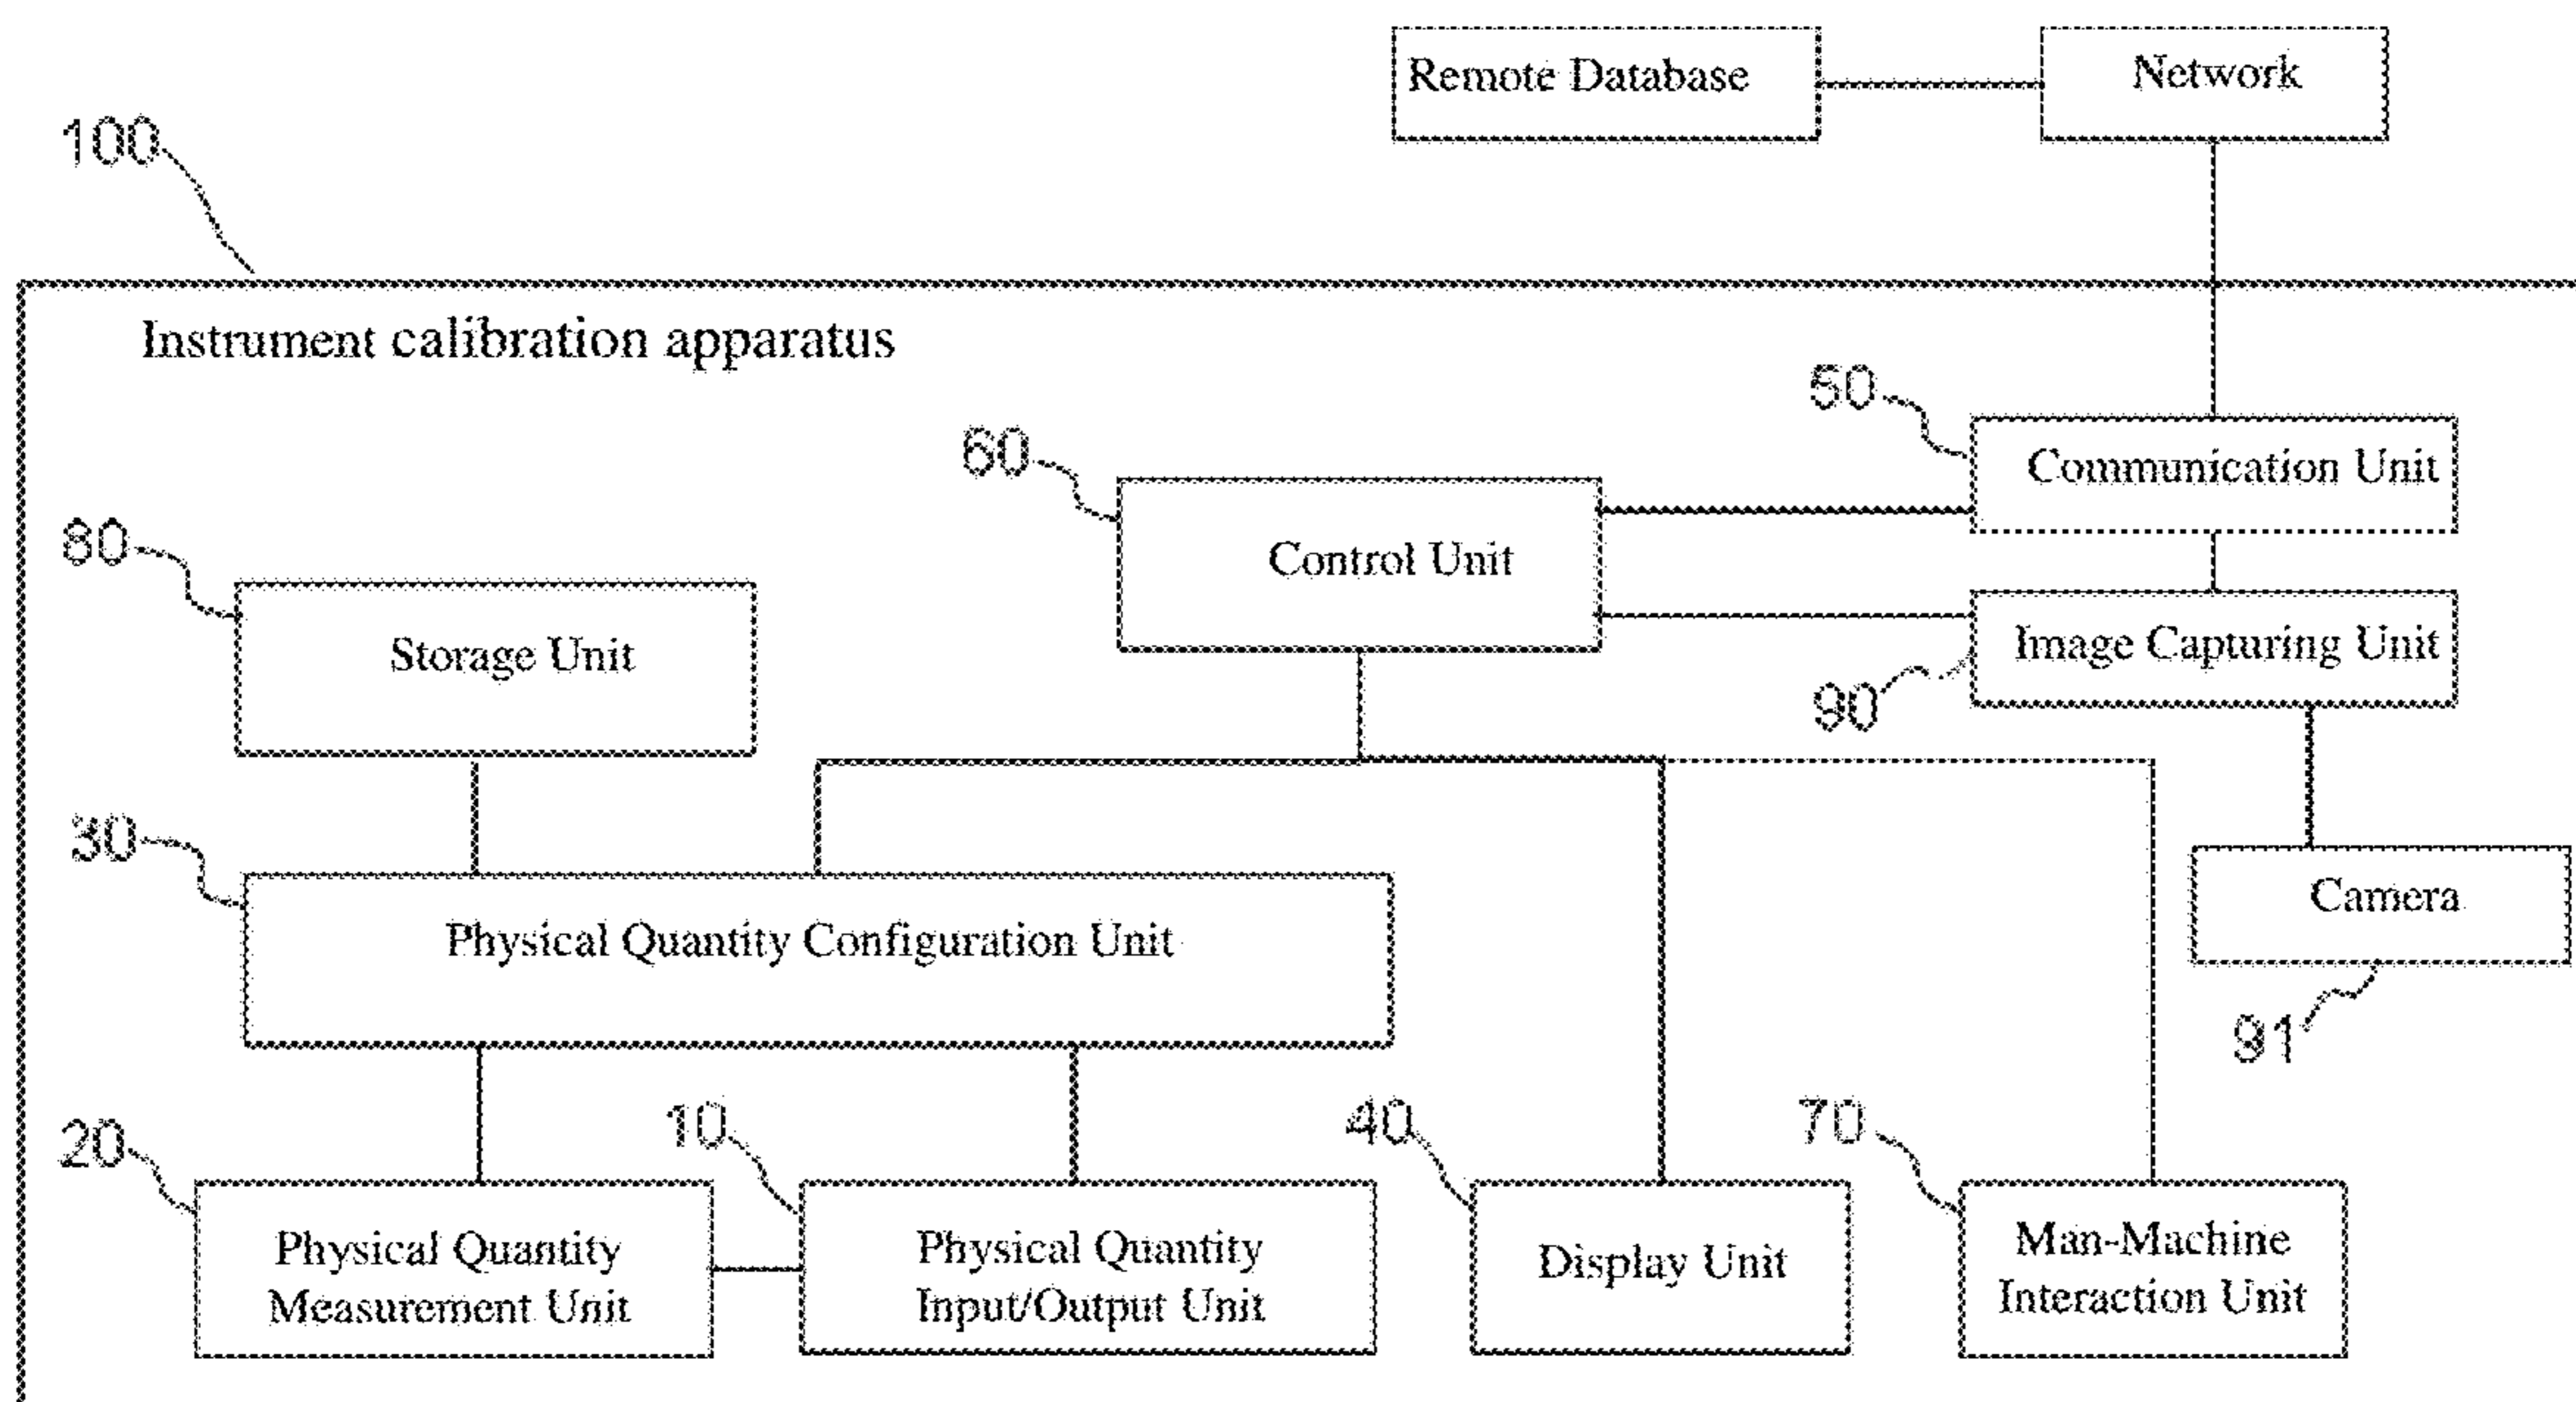 Remote Database
Network
100
Instrument calibration apparatus
50
Communication Unit
60
Control Unit
80
Storage Unit
Image Capturing Unit
90
30
Physical Quantity Configuration Unit
Camera
91
20
Physical Quantity
Measurement Unit
10
Physical Quantity
Input/Output Unit
40
Display Unit
70
Man-Machine
Interaction Unit